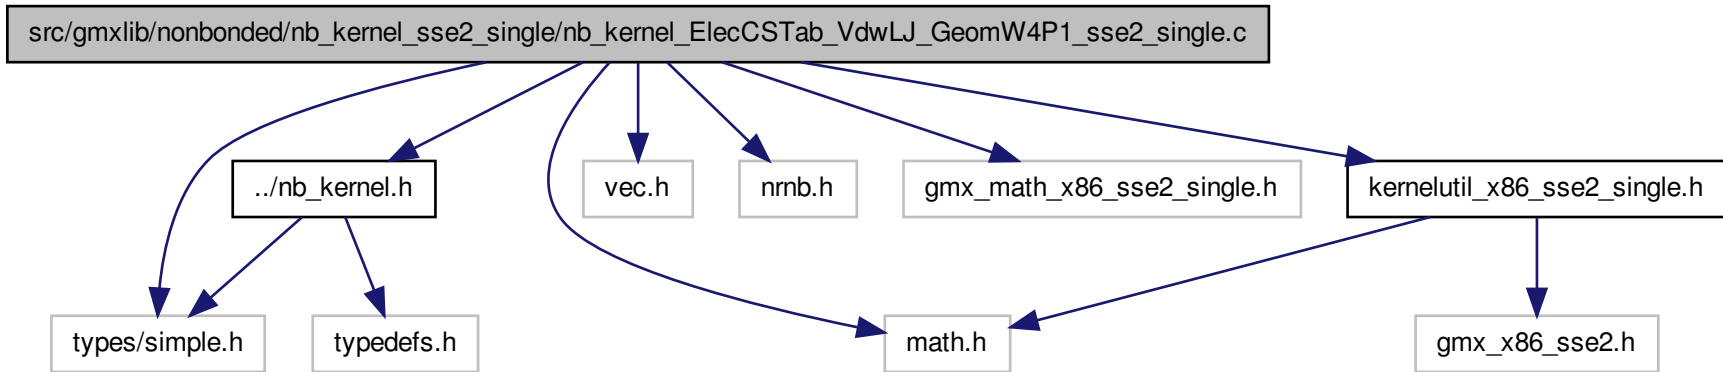 src/gmxlib/nonbonded/nb_kernel_sse2_single/nb_kernel_ElecCSTab_VdwLJ_GeomW4P1_sse2_single.c
../nb_kernel.h
vec.h
nrnb.h
gmx_math_x86_sse2_single.h
kernelutil_x86_sse2_single.h
types/simple.h
typedefs.h
math.h
gmx_x86_sse2.h